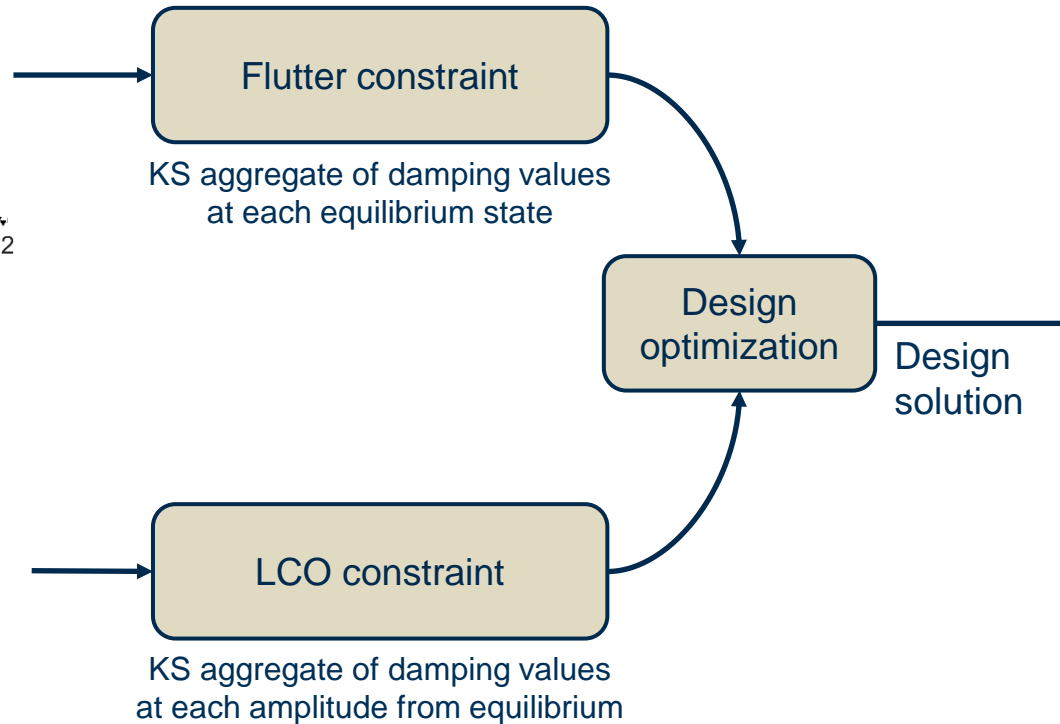 Flutter constraint
KS aggregate of damping values
at each equilibrium state
2
Design
optimization
Design
solution
LCO constraint
KS aggregate of damping values
at each amplitude from equilibrium